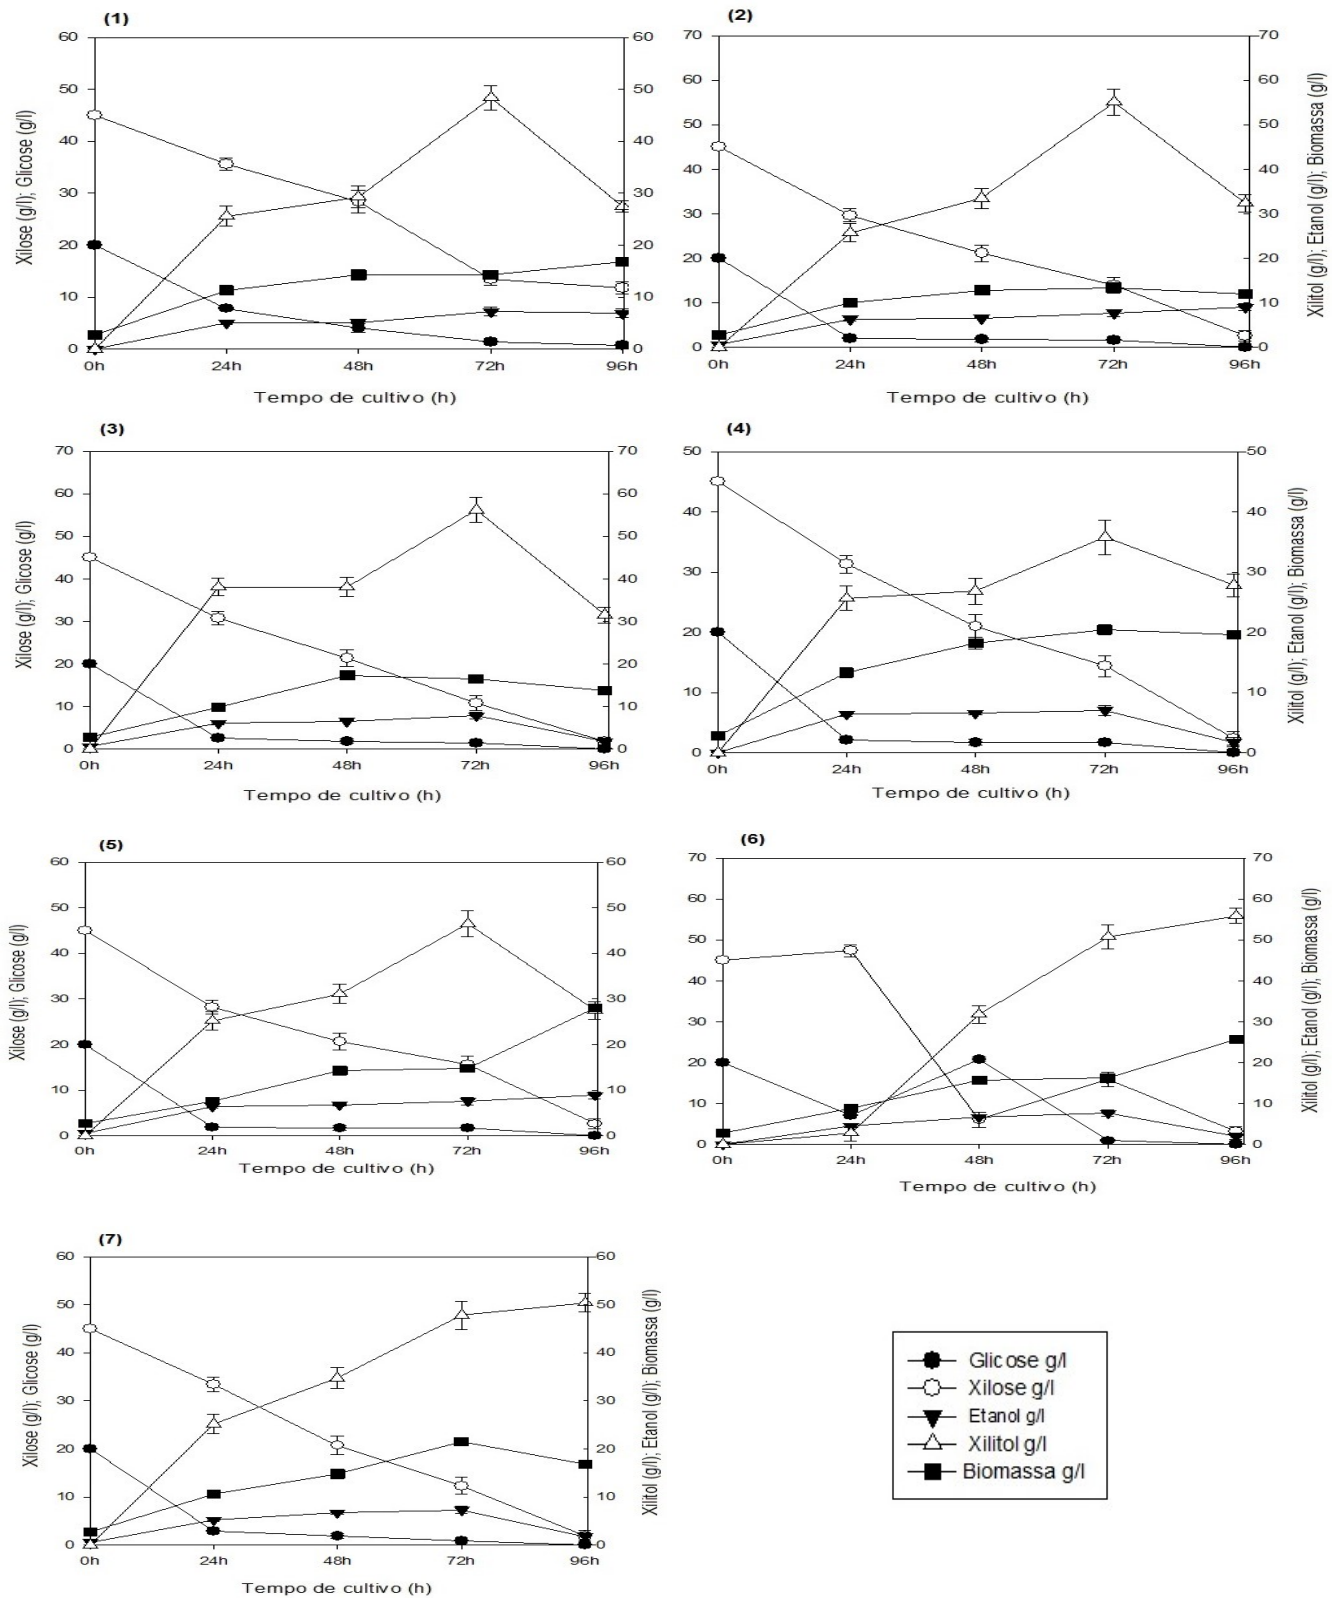 (1)
60 60
50 50
40 40
30 30
20 20
10 10
0 0
0h 24h 48h 72h 96h
Tempo de cultivo (h)
Xilose (g/l); Glicose (g/l)
(2)
70 70
60 60
50 50
40 40
30 30
20 20
10 10
0 0
0h 24h 48h 72h 96h
Tempo de cultivo (h)
Xilitol (g/l); Etanol (g/l); Biomassa (g/l)
(3)
70 70
60 60
50 50
40 40
30 30
20 20
10 10
0 0
0h 24h 48h 72h 96h
Tempo de cultivo (h)
Xilose (g/l); Glicose (g/l)
(4)
50 50
40 40
30 30
20 20
10 10
0 0
0h 24h 48h 72h 96h
Tempo de cultivo (h)
Xilitol (g/l); Etanol (g/l); Biomassa (g/l)
(5)
60 60
50 50
40 40
30 30
20 20
10 10
0 0
0h 24h 48h 72h 96h
Tempo de cultivo (h)
Xilose (g/l); Glicose (g/l)
(6)
70 70
60 60
50 50
40 40
30 30
20 20
10 10
0 0
0h 24h 48h 72h 96h
Tempo de cultivo (h)
Xilitol (g/l); Etanol (g/l); Biomassa (g/l)
(7)
60 60
50 50
40 40
30 30
20 20
10 10
0 0
0h 24h 48h 72h 96h
Tempo de cultivo (h)
Xilose (g/l); Glicose (g/l)
Xilitol (g/l); Etanol (g/l); Biomassa (g/l)
Glicose g/l
Xilose g/l
Etanol g/l
Xilitol g/l
Biomassa g/l